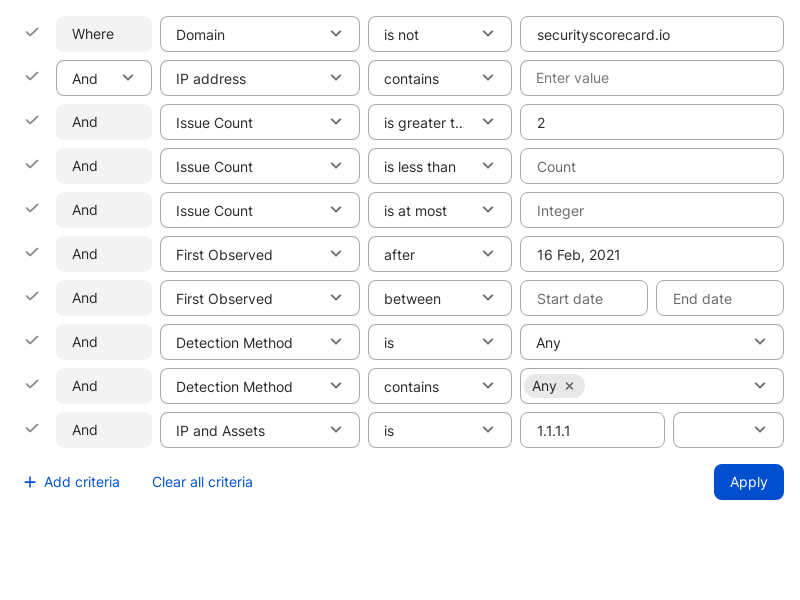 Where Domain is not securityscorecard.io
And IP address contains Enter value
And Issue Count is greater t... 2
And Issue Count is less than Count
And Issue Count is at most Integer
And First Observed after 16 Feb, 2021
And First Observed between Start date End date
And Detection Method is Any
And Detection Method contains Any
And IP and Assets is 1.1.1.1
Add criteria Clear all criteria Apply